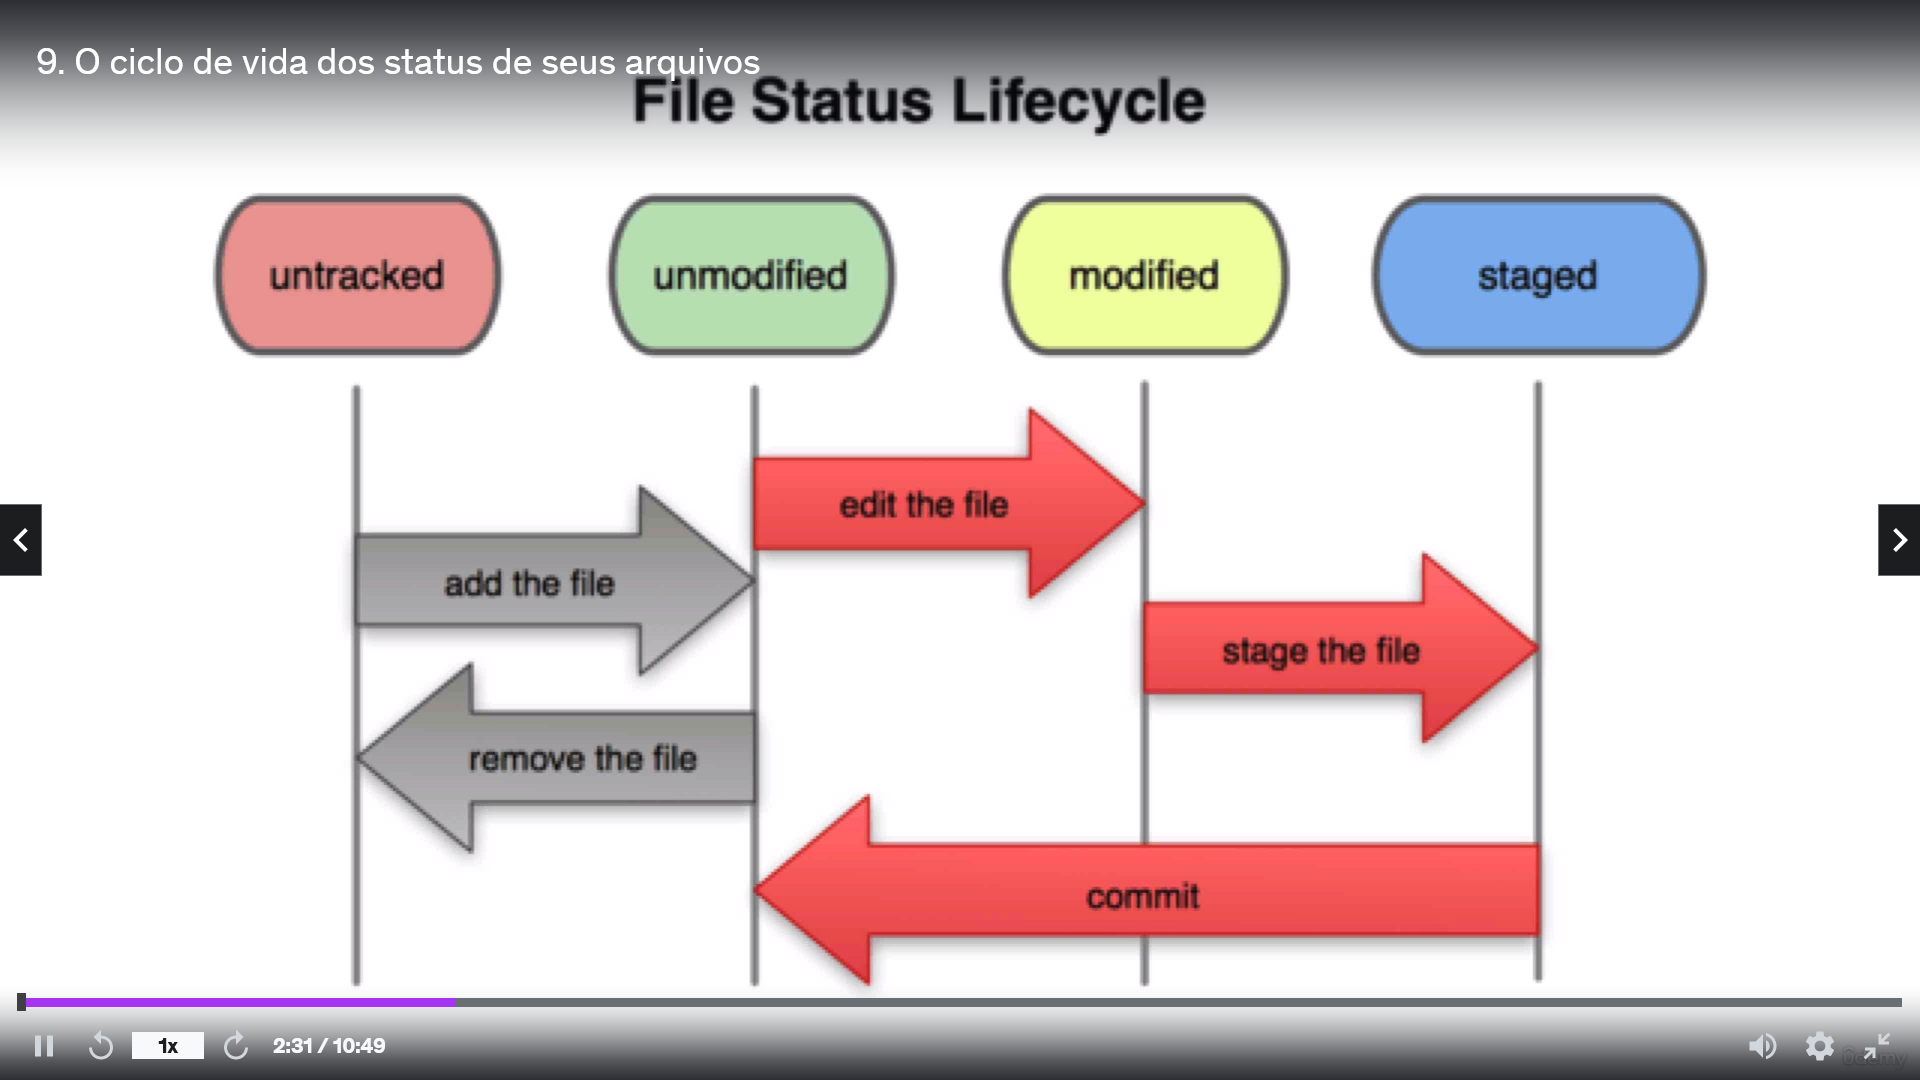 9. O ciclo de vida dos status de seus arquivos
File Status Lifecycle
untracked
unmodified
modified
staged
edit the file
add the file
stage the file
remove the file
commit
1x
2:31 / 10:49
ûdemy